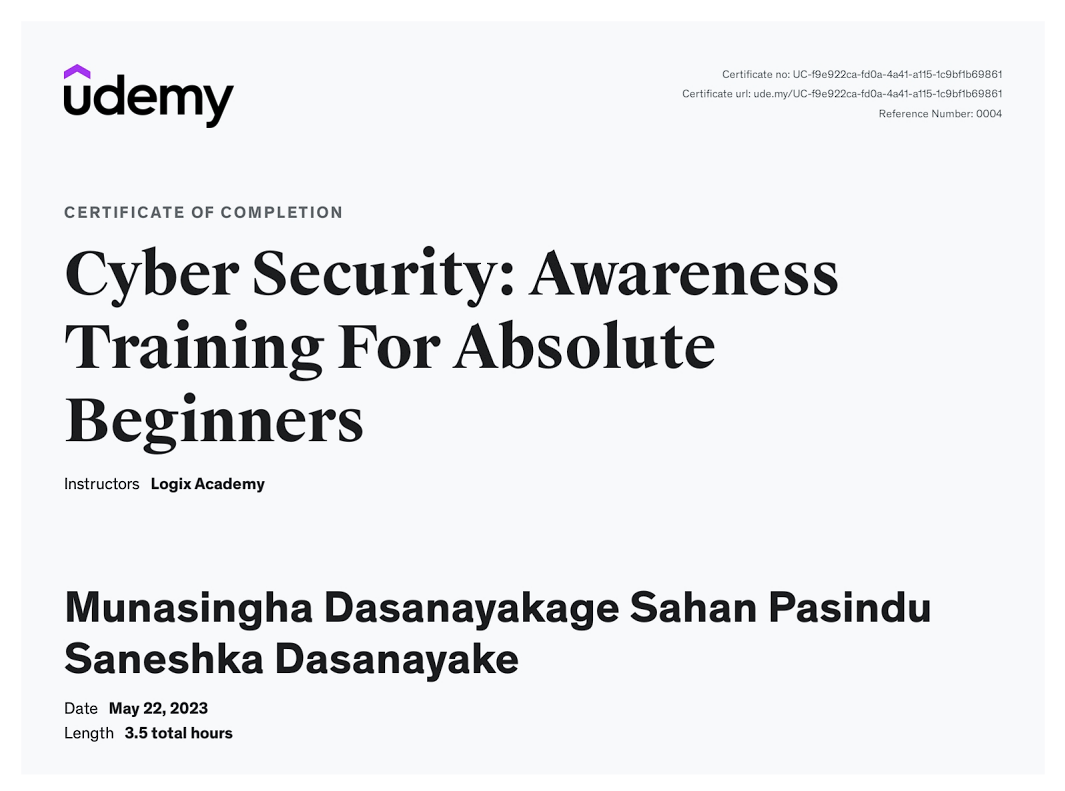 udemy
Certificate no: UC-f9e922ca-fd0a-4a41-a115-1c9bf1b69861
Certificate url: ude.my/UC-f9e922ca-fd0a-4a41-a115-1c9bf1b69861
Reference Number: 0004
CERTIFICATE OF COMPLETION
Cyber Security: Awareness
Training For Absolute
Beginners
Instructors Logix Academy
Munasingha Dasanayakage Sahan Pasindu
Saneshka Dasanayake
Date May 22, 2023
Length 3.5 total hours